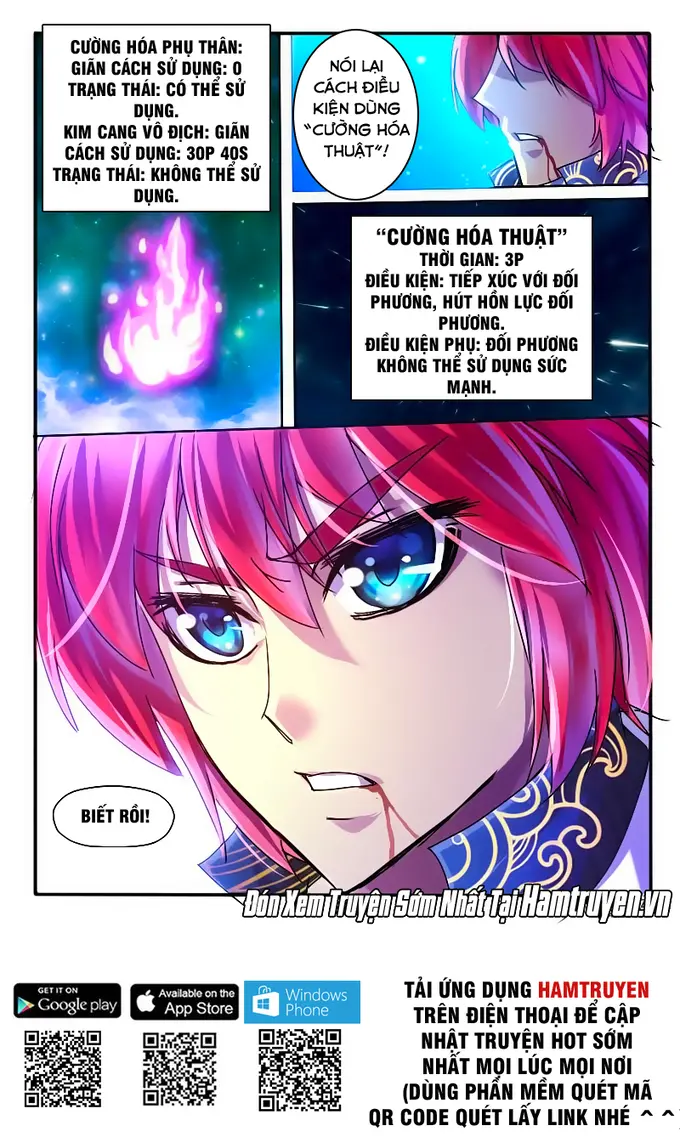 CƯỜNG HÓA PHỤ THÂN:
GIÃN CÁCH SỬ DỤNG: 0
TRẠNG THÁI: CÓ THỂ SỬ
DỤNG.
KIM CANG VÔ ĐỊCH: GIÃN
CÁCH SỬ DỤNG: 30P 40S
TRẠNG THÁI: KHÔNG THỂ SỬ
DỤNG.
NÓI LẠI
CÁCH ĐIỀU
KIỆN DÙNG
"CƯỜNG HÓA
THUẬT"!
"CƯỜNG HÓA THUẬT"
THỜI GIAN: 3P
ĐIỀU KIỆN: TIẾP XÚC VỚI ĐỐI
PHƯƠNG, HÚT HỒN LỰC ĐỐI
PHƯƠNG.
ĐIỀU KIỆN PHỤ: ĐỐI PHƯƠNG
KHÔNG THỂ SỬ DỤNG SỨC
MẠNH.
BIẾT RỒI!
Đón Xem Truyện Sớm Nhất Tại Hamtruyen.vn
GET IT ON
Google play
Available on the
App Store
Windows
Phone
TẢI ỨNG DỤNG HAMTRUYEN
TRÊN ĐIỆN THOẠI ĐỂ CẬP
NHẬT TRUYỆN HOT SỚM
NHẤT MỌI LÚC MỌI NƠI
(DÙNG PHẦN MỀM QUÉT MÃ
QR CODE QUÉT LẤY LINK NHÉ ^ ^)